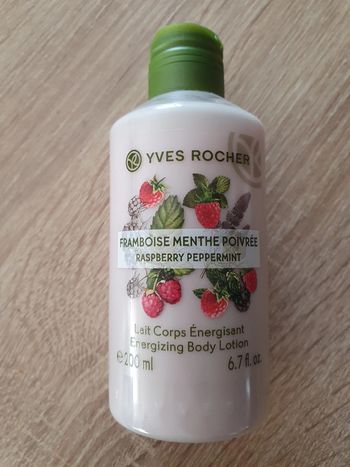 YVES ROCHER
FRAMBOISE MENTHE POIVRÉE
RASPBERRY PEPPERMINT
Lait Corps Énergisant
Energizing Body Lotion
℮ 200 ml 6.7 fl. oz.